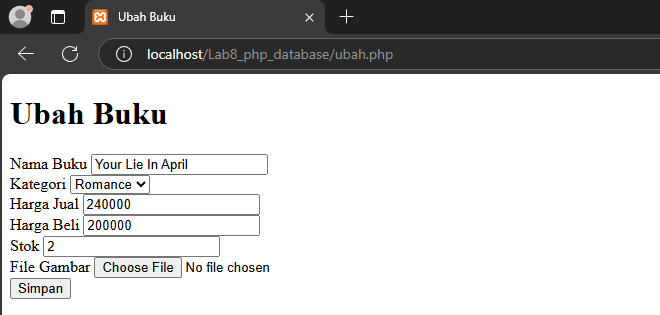 Ubah Buku
localhost/Lab8_php_database/ubah.php
Ubah Buku
Nama Buku Your Lie In April
Kategori Romance
Harga Jual 240000
Harga Beli 200000
Stok 2
File Gambar Choose File No file chosen
Simpan